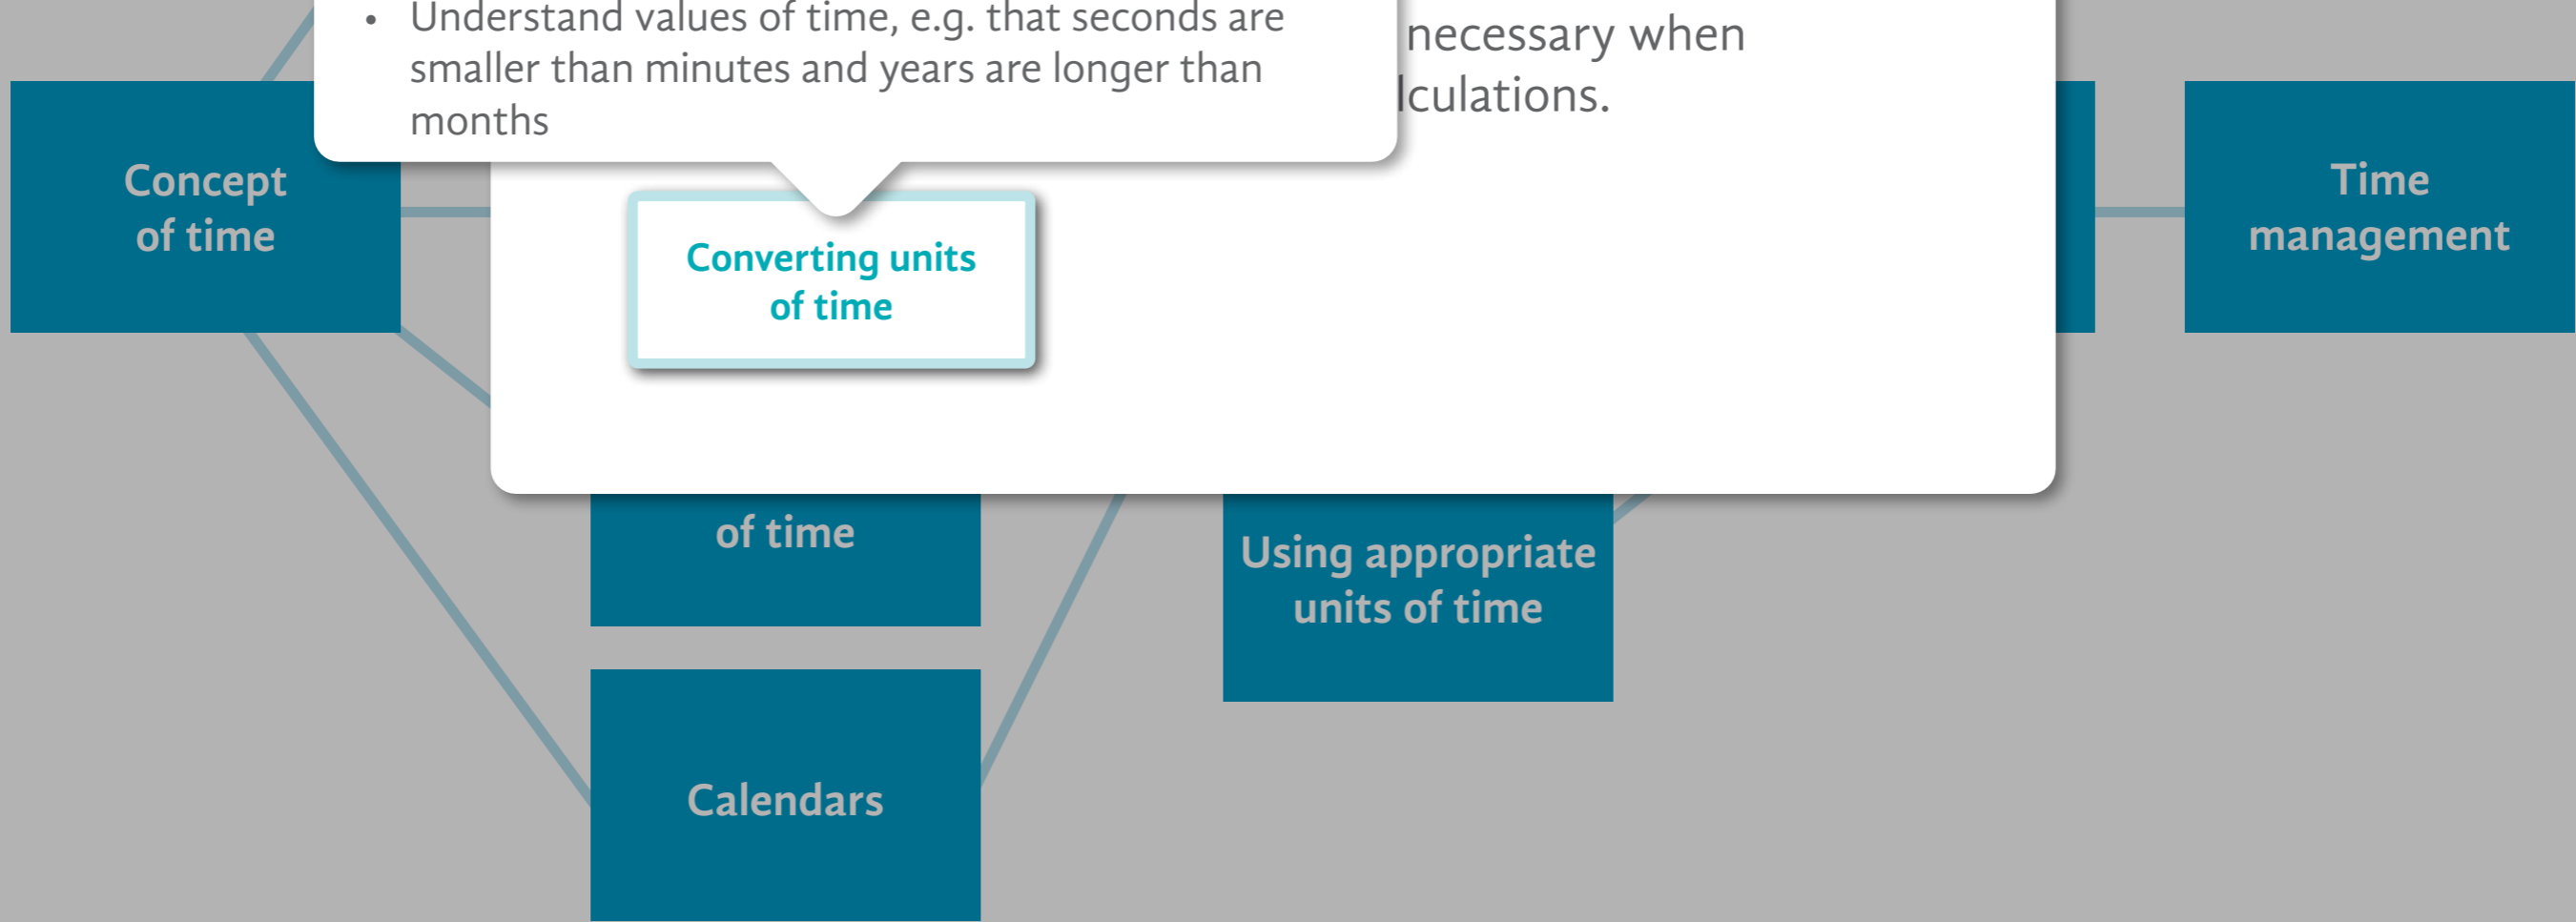 • Understand values of time, e.g. that seconds are
smaller than minutes and years are longer than
months
necessary when
lculations.
Concept
of time
Converting units
of time
Time
management
of time
Using appropriate
units of time
Calendars